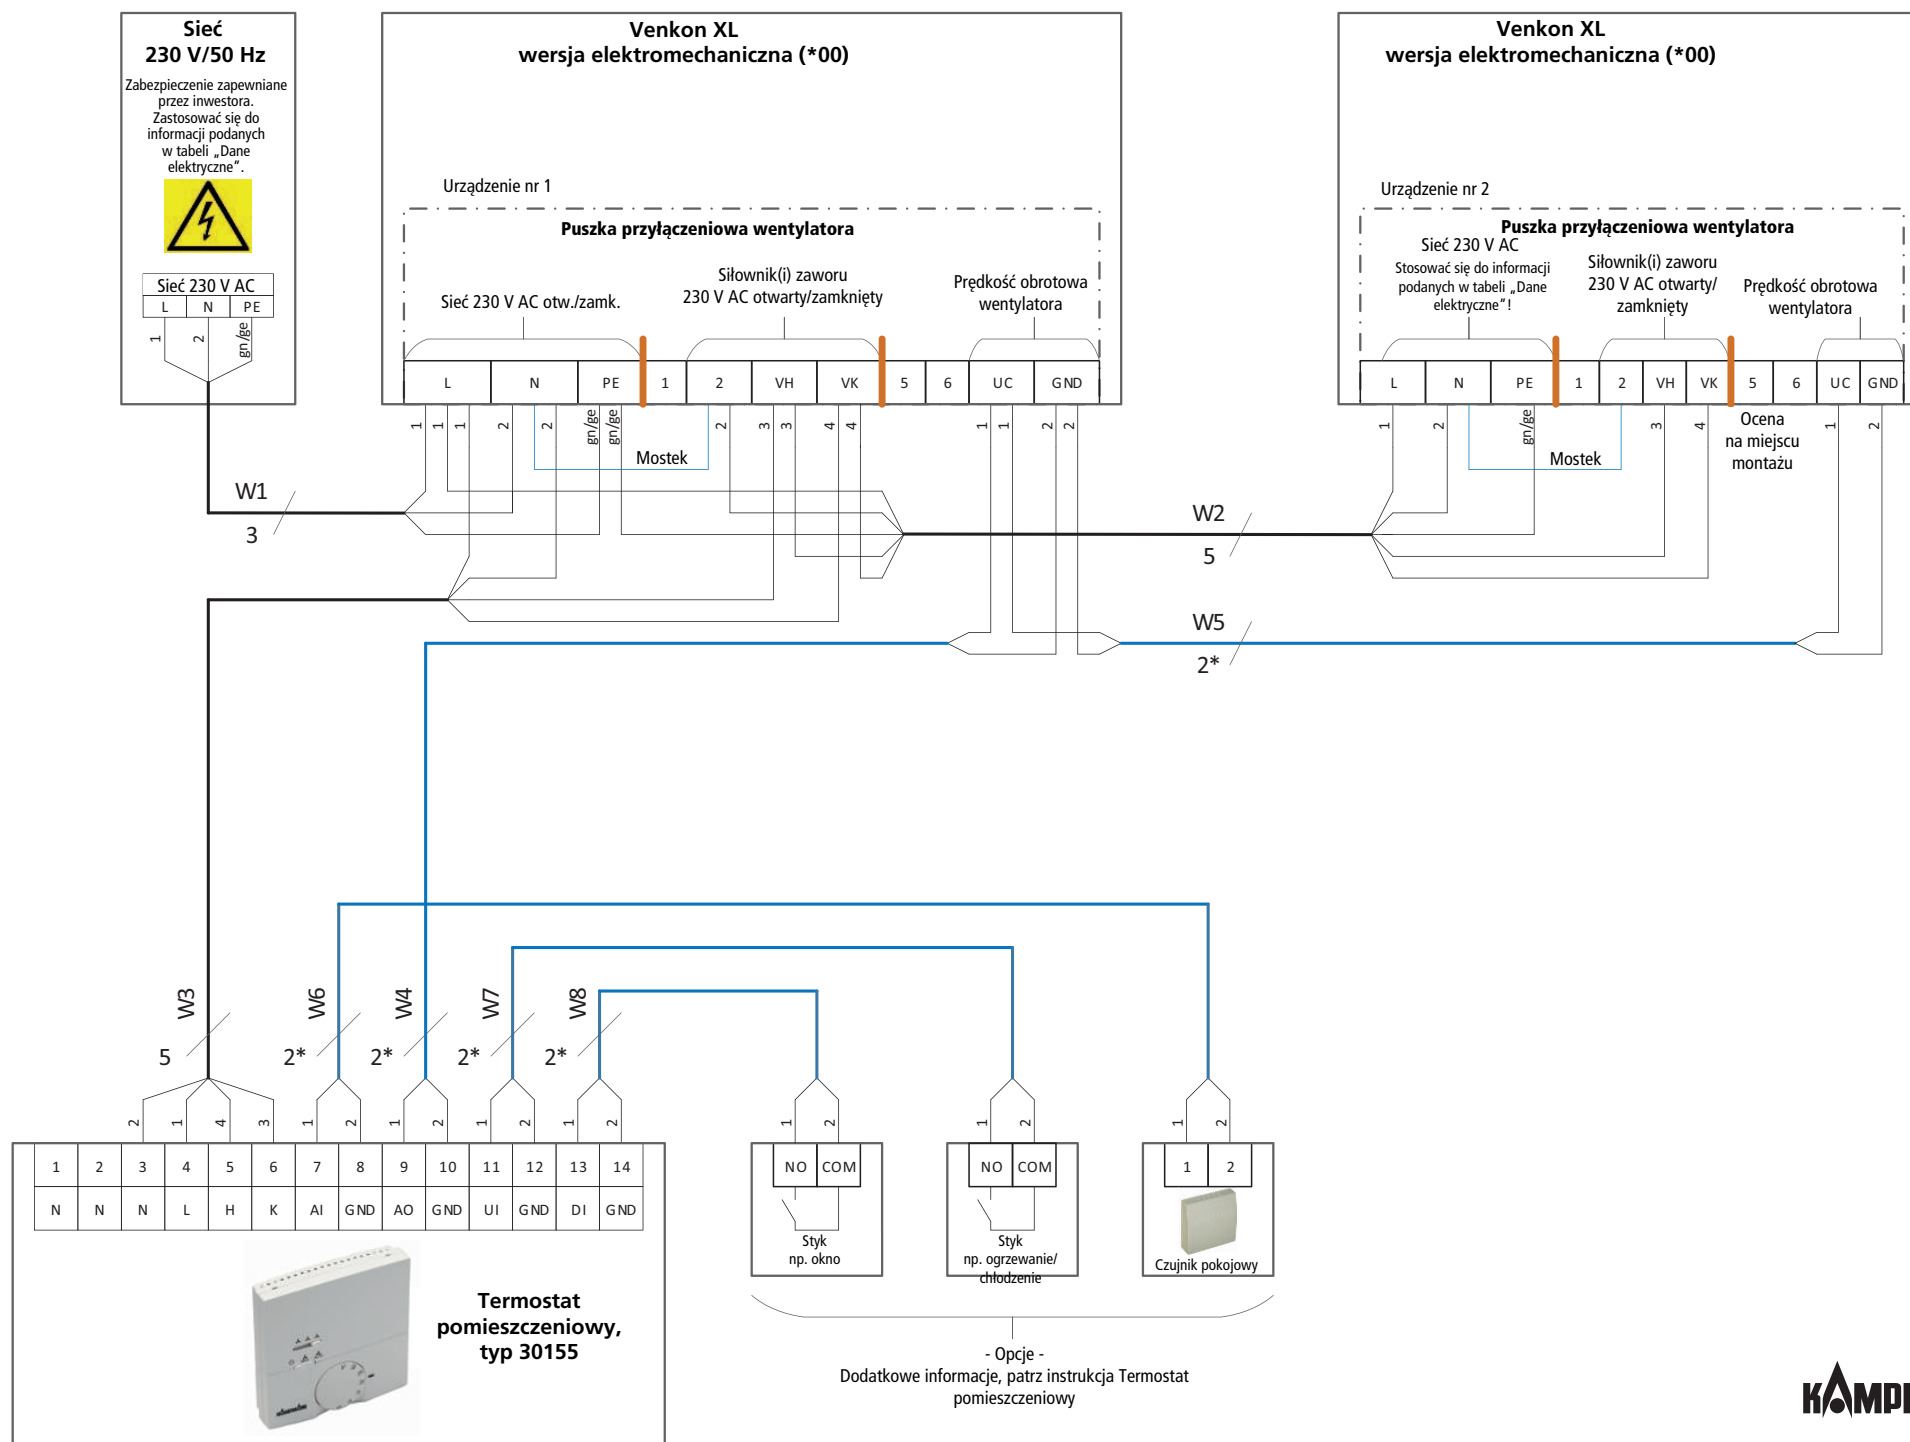 Sieć
230 V/50 Hz
Zabezpieczenie zapewniane
przez inwestora.
Zastosować się do
informacji podanych
w tabeli „Dane
elektryczne".
Sieć 230 V AC
L N PE
1 2 gn/ge
Venkon XL
wersja elektromechaniczna (*00)
Urządzenie nr 1
Puszka przyłączeniowa wentylatora
Sieć 230 V AC otw./zamk.
Siłownik(i) zaworu
230 V AC otwarty/zamknięty
Prędkość obrotowa
wentylatora
L N PE 1 2 VH VK 5 6 UC GND
1 1 1 2 2 gn/ge gn/ge 2 3 3 4 4 1 1 2 2
Mostek
Venkon XL
wersja elektromechaniczna (*00)
Urządzenie nr 2
Puszka przyłączeniowa wentylatora
Sieć 230 V AC
Stosować się do informacji
podanych w tabeli „Dane
elektryczne"!
Siłownik(i) zaworu
230 V AC otwarty/
zamknięty
Prędkość obrotowa
wentylatora
L N PE 1 2 VH VK 5 6 UC GND
1 2 gn/ge 3 4 1 2
Mostek
Ocena
na miejscu
montażu
W1
3
W2
5
W5
2*
W3 W6 W4 W7 W8
5 2* 2* 2* 2*
2 1 4 3 1 2 1 2 1 2 1 2
1 2 3 4 5 6 7 8 9 10 11 12 13 14
N N N L H K AI GND AO GND UI GND DI GND
Termostat
pomieszczeniowy,
typ 30155
1 2
NO COM
Styk
np. okno
1 2
NO COM
Styk
np. ogrzewanie/
chłodzenie
1 2
1 2
Czujnik pokojowy
- Opcje -
Dodatkowe informacje, patrz instrukcja Termostat
pomieszczeniowy